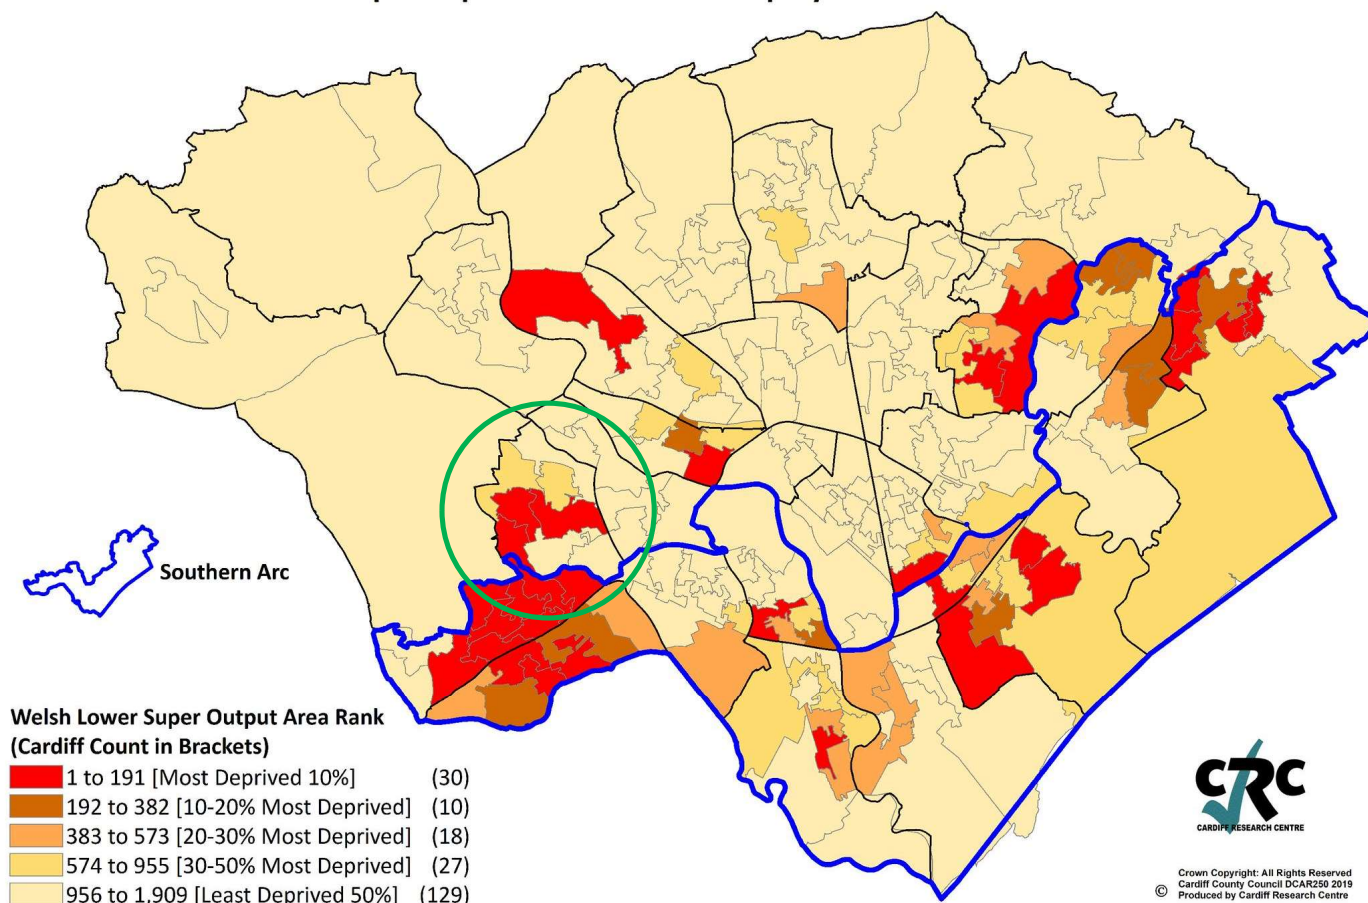 Southern Arc
Welsh Lower Super Output Area Rank
(Cardiff Count in Brackets)
1 to 191 [Most Deprived 10%] (30)
192 to 382 [10-20% Most Deprived] (10)
383 to 573 [20-30% Most Deprived] (18)
574 to 955 [30-50% Most Deprived] (27)
956 to 1,909 [Least Deprived 50%] (129)
CRC
CARDIFF RESEARCH CENTRE
Crown Copyright: All Rights Reserved
Cardiff County Council DCAR250 2019
© Produced by Cardiff Research Centre